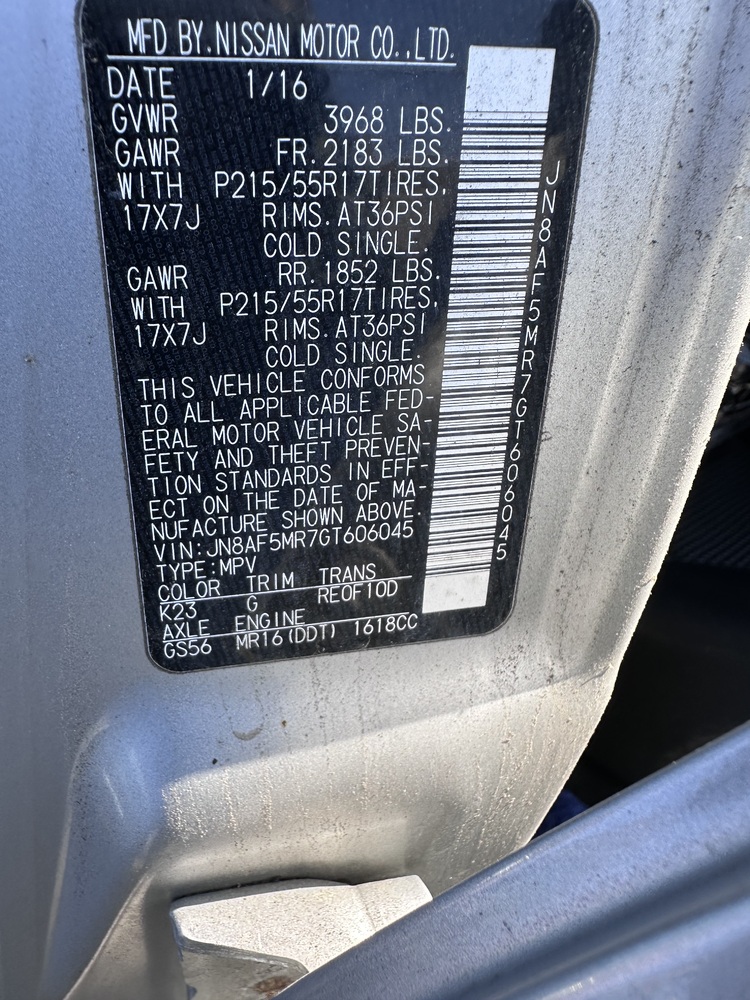 MFD BY.NISSAN MOTOR CO.,LTD.
DATE 1/16
GVWR 3968 LBS.
GAWR FR.2183 LBS.
WITH P215/55R17TIRES,
17X7J RIMS.AT36PSI
COLD SINGLE.
GAWR RR.1852 LBS.
WITH P215/55R17TIRES,
17X7J RIMS.AT36PSI
COLD SINGLE.
THIS VEHICLE CONFORMS
TO ALL APPLICABLE FED-
ERAL MOTOR VEHICLE SA-
FETY AND THEFT PREVEN-
TION STANDARDS IN EFF-
ECT ON THE DATE OF MA-
NUFACTURE SHOWN ABOVE.
VIN:JN8AF5MR7GT606045
TYPE:MPV
COLOR TRIM TRANS
K23 G RE0F10D
AXLE ENGINE
GS56 MR16(DDT) 1618CC
JN8AF5MR7GT606045